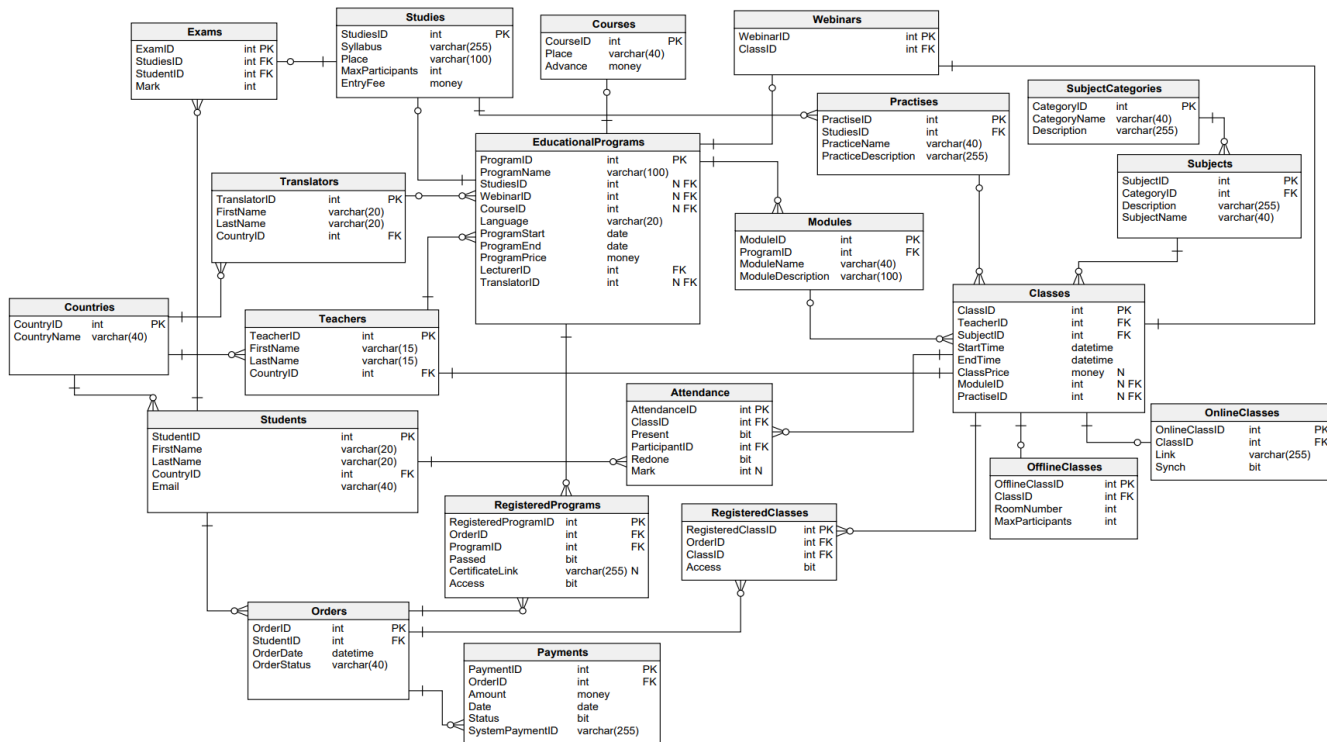 Exams
ExamID int PK
StudiesID int FK
StudentID int FK
Mark int
Studies
StudiesID int PK
Syllabus varchar(255)
Place varchar(100)
MaxParticipants int
EntryFee money
Courses
CourseID int PK
Place varchar(40)
Advance money
Webinars
WebinarID int PK
ClassID int FK
Practises
PractiseID int PK
StudiesID int FK
PracticeName varchar(40)
PracticeDescription varchar(255)
SubjectCategories
CategoryID int PK
CategoryName varchar(40)
Description varchar(255)
Subjects
SubjectID int PK
CategoryID int FK
Description varchar(255)
SubjectName varchar(40)
EducationalPrograms
ProgramID int PK
ProgramName varchar(100)
StudiesID int N FK
WebinarID int N FK
CourseID int N FK
Language varchar(20)
ProgramStart date
ProgramEnd date
ProgramPrice money
LecturerID int FK
TranslatorID int N FK
Translators
TranslatorID int PK
FirstName varchar(20)
LastName varchar(20)
CountryID int FK
Modules
ModuleID int PK
ProgramID int FK
ModuleName varchar(40)
ModuleDescription varchar(100)
Countries
CountryID int PK
CountryName varchar(40)
Teachers
TeacherID int PK
FirstName varchar(15)
LastName varchar(15)
CountryID int FK
Classes
ClassID int PK
TeacherID int FK
SubjectID int FK
StartTime datetime
EndTime datetime
ClassPrice money N
ModuleID int N FK
PractiseID int N FK
Students
StudentID int PK
FirstName varchar(20)
LastName varchar(20)
CountryID int FK
Email varchar(40)
Attendance
AttendanceID int PK
ClassID int FK
Present bit
ParticipantID int FK
Redone bit
Mark int N
OnlineClasses
OnlineClassID int PK
ClassID int FK
Link varchar(255)
Synch bit
OfflineClasses
OfflineClassID int PK
ClassID int FK
RoomNumber int
MaxParticipants int
RegisteredPrograms
RegisteredProgramID int PK
OrderID int FK
ProgramID int FK
Passed bit
CertificateLink varchar(255) N
Access bit
RegisteredClasses
RegisteredClassID int PK
OrderID int FK
ClassID int FK
Access bit
Orders
OrderID int PK
StudentID int FK
OrderDate datetime
OrderStatus varchar(40)
Payments
PaymentID int PK
OrderID int FK
Amount money
Date date
Status bit
SystemPaymentID varchar(255)